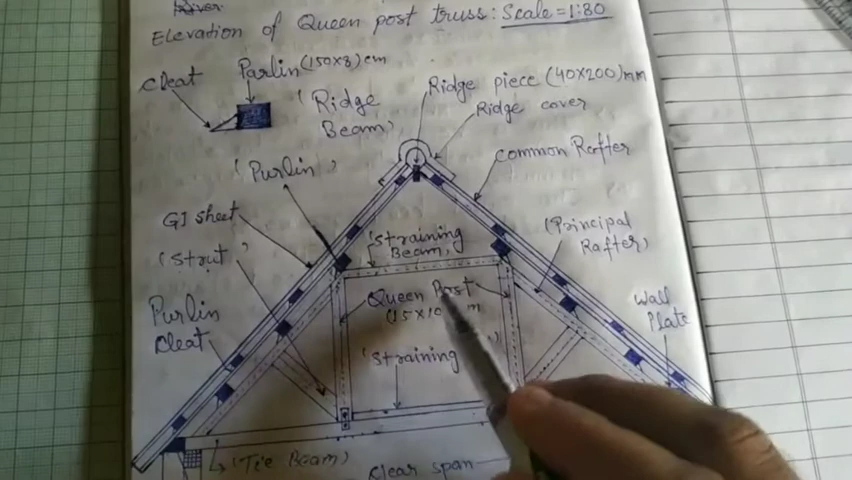 River
Elevation of Queen post truss: Scale = 1:80
Cleat
Parlin (150x8) cm
Ridge piece (40x200) mm
(Ridge Beam)
Ridge cover
(Purlin)
Common Rafter
GI sheet
(Straining Beam)
(Principal Rafter)
(Strut)
Queen Post
Purlin
Cleat
Wall Plate
(Straining
(Tie Beam)
Clear span